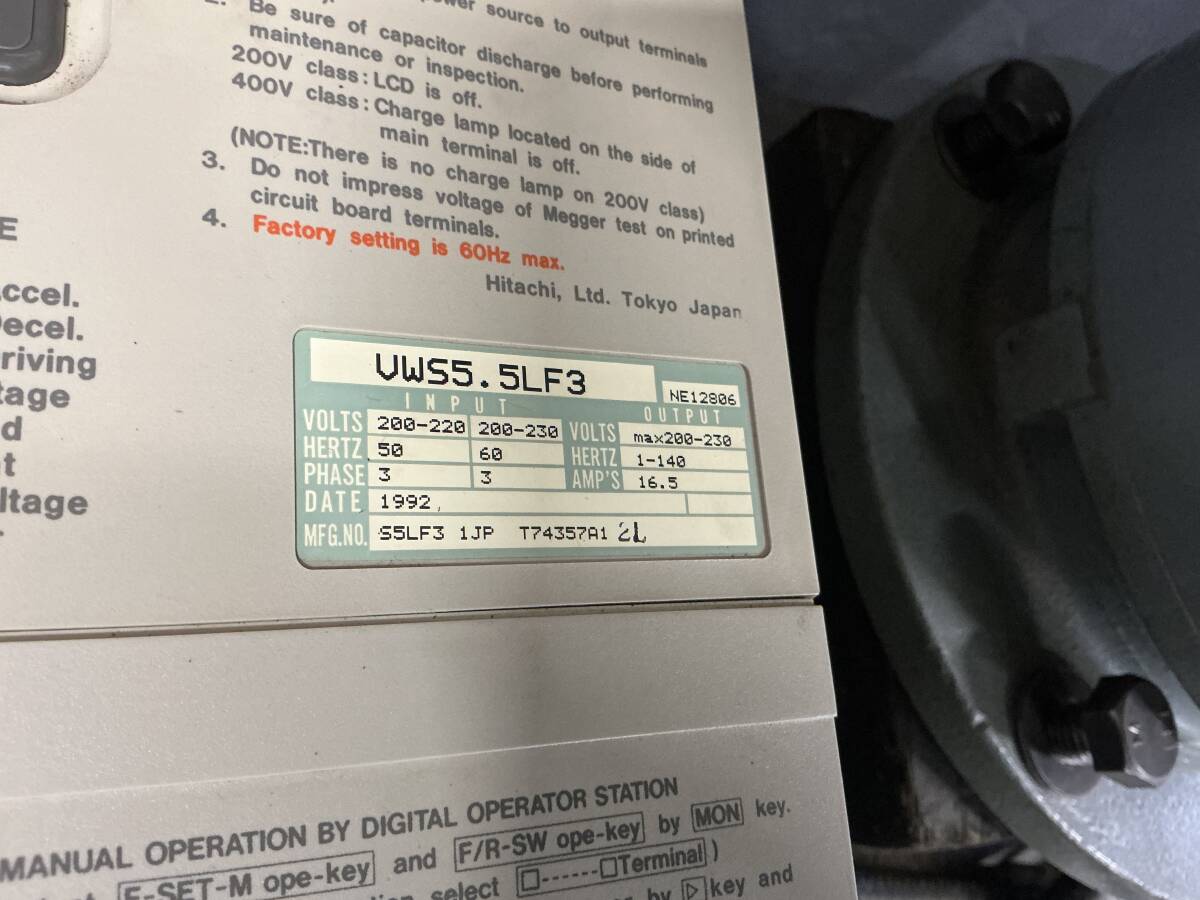 power source to output terminals
2. Be sure of capacitor discharge before performing
maintenance or inspection.
200V class : LCD is off.
400V class : Charge lamp located on the side of
main terminal is off.
(NOTE:There is no charge lamp on 200V class)
3. Do not impress voltage of Megger test on printed
circuit board terminals.
4. Factory setting is 60Hz max.
Hitachi, Ltd. Tokyo Japan
E
ccel.
ecel.
riving
tage
d
t
ltage
VWS5.5LF3
NE12806
INPUT OUTPUT
VOLTS 200-220 200-230 VOLTS max200-230
HERTZ 50 60 HERTZ 1-140
PHASE 3 3 AMP'S 16.5
DATE 1992,
MFG.NO. S5LF3 1JP T74357A1 2L
MANUAL OPERATION BY DIGITAL OPERATOR STATION
F-SET-M ope-key and F/R-SW ope-key by MON key.
select □------□Terminal )
by ▷ key and